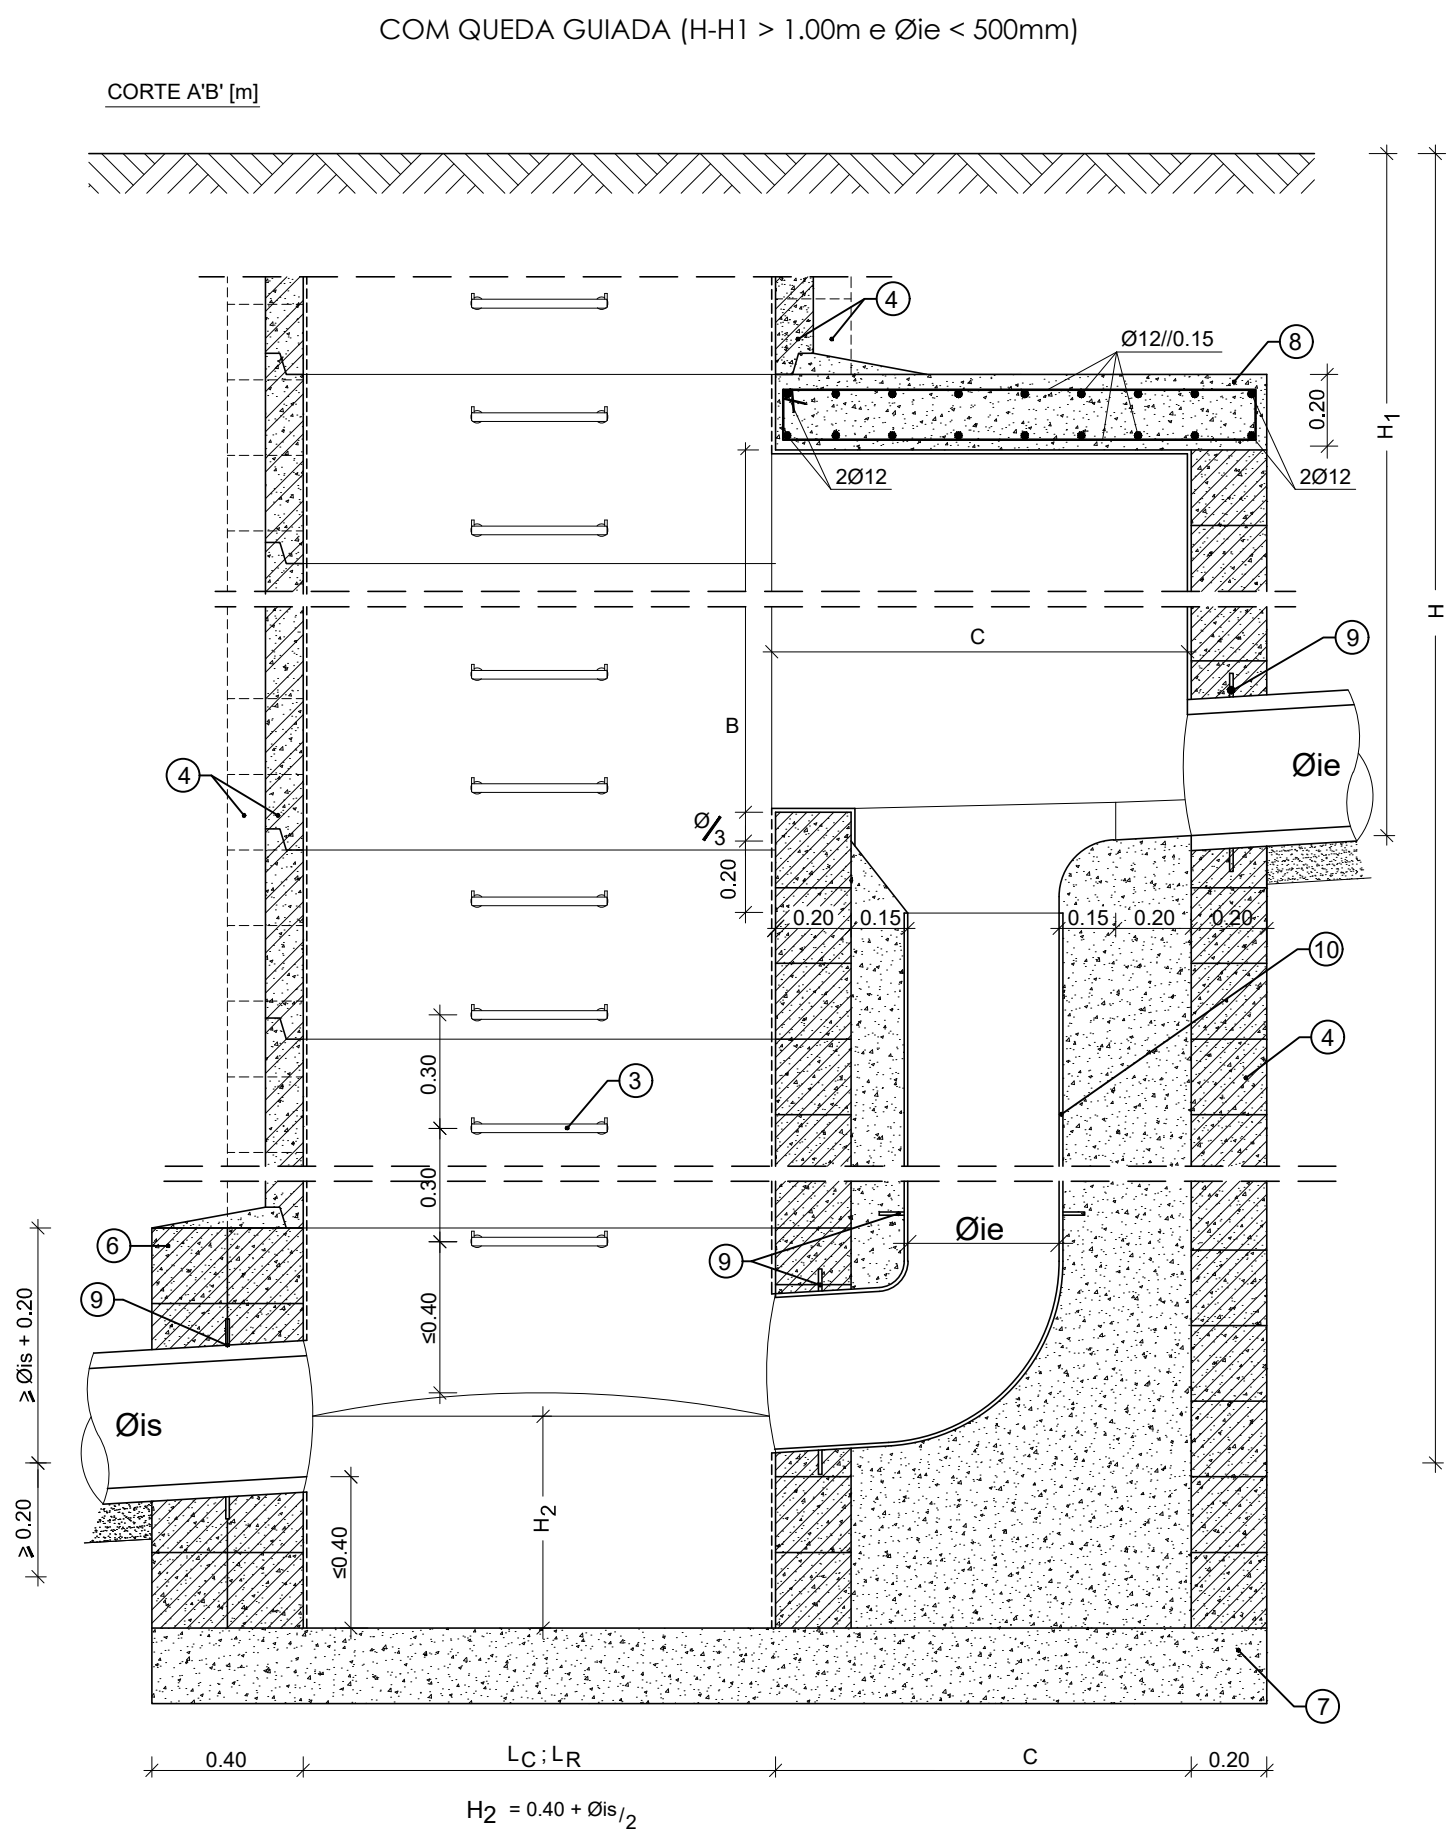 COM QUEDA GUIADA (H-H1 > 1.00m e Øie < 500mm)
CORTE A'B' [m]
4
Ø12//0.15
8
0.20
H1
H
2Ø12
2Ø12
C
9
B
Øie
4
Ø/3
0.20
0.20
0.15
0.15
0.20
0.20
10
4
0.30
3
0.30
Øie
9
6
9
≥ Øis + 0.20
≤0.40
Øis
H2
≤0.40
≥ 0.20
7
0.40
LC ; LR
C
0.20
H2 = 0.40 + Øis/2